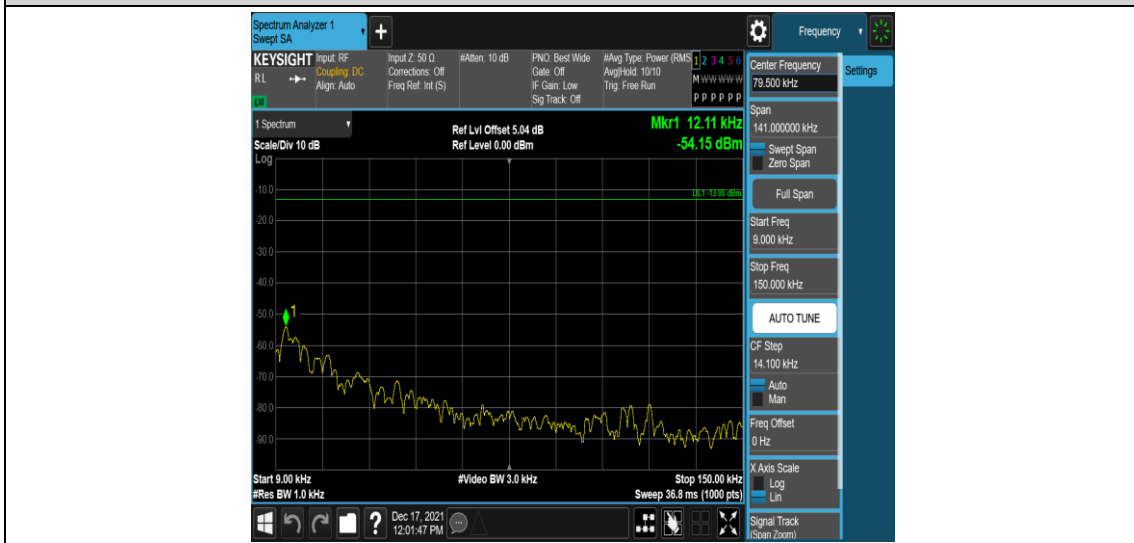 Spectrum Analyzer 1
Swept SA
+
Frequency
KEYSIGHT
RL
LXI
Input: RF
Coupling: DC
Align: Auto
Input Z: 50 Ω
Corrections: Off
Freq Ref: Int (S)
#Atten: 10 dB
PNO: Best Wide
Gate: Off
IF Gain: Low
Sig Track: Off
#Avg Type: Power (RMS
Avg|Hold: 10/10
Trig: Free Run
1 2 3 4 5 6
M W W W W W
P P P P P P
Center Frequency
79.500 kHz
Settings
Span
141.000000 kHz
Swept Span
Zero Span
Full Span
Start Freq
9.000 kHz
Stop Freq
150.000 kHz
AUTO TUNE
CF Step
14.100 kHz
Auto
Man
Freq Offset
0 Hz
X Axis Scale
Log
Lin
Signal Track
(Span Zoom)
1 Spectrum
Scale/Div 10 dB
Log
Ref Lvl Offset 5.04 dB
Ref Level 0.00 dBm
Mkr1 12.11 kHz
-54.15 dBm
DL1 -13.00 dBm
-10.0
-20.0
-30.0
-40.0
-50.0
1
-60.0
-70.0
-80.0
-90.0
Start 9.00 kHz
#Video BW 3.0 kHz
Stop 150.00 kHz
#Res BW 1.0 kHz
Sweep 36.8 ms (1000 pts)
?
Dec 17, 2021
12:01:47 PM